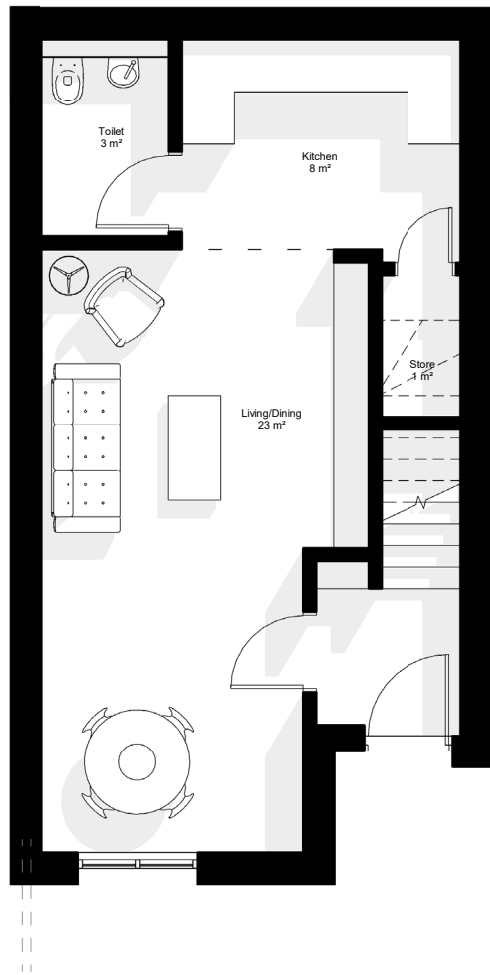 Toilet
3 m²
Kitchen
8 m²
Store
1 m²
Living/Dining
23 m²